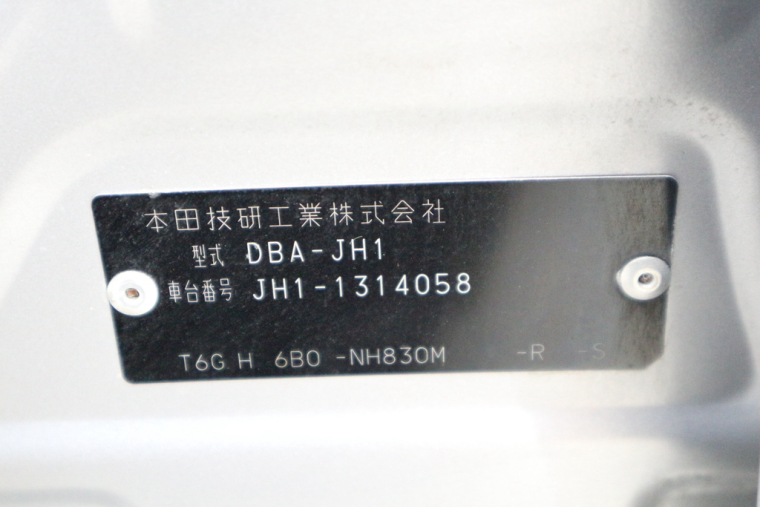 本田技研工業株式会社
型式 DBA-JH1
車台番号 JH1-1314058
T6G H 6B0 -NH830M -R -S